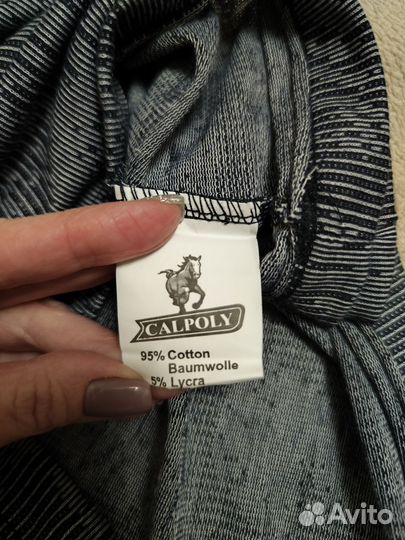 CALPOLY
95% Cotton
Baumwolle
5% Lycra
Avito